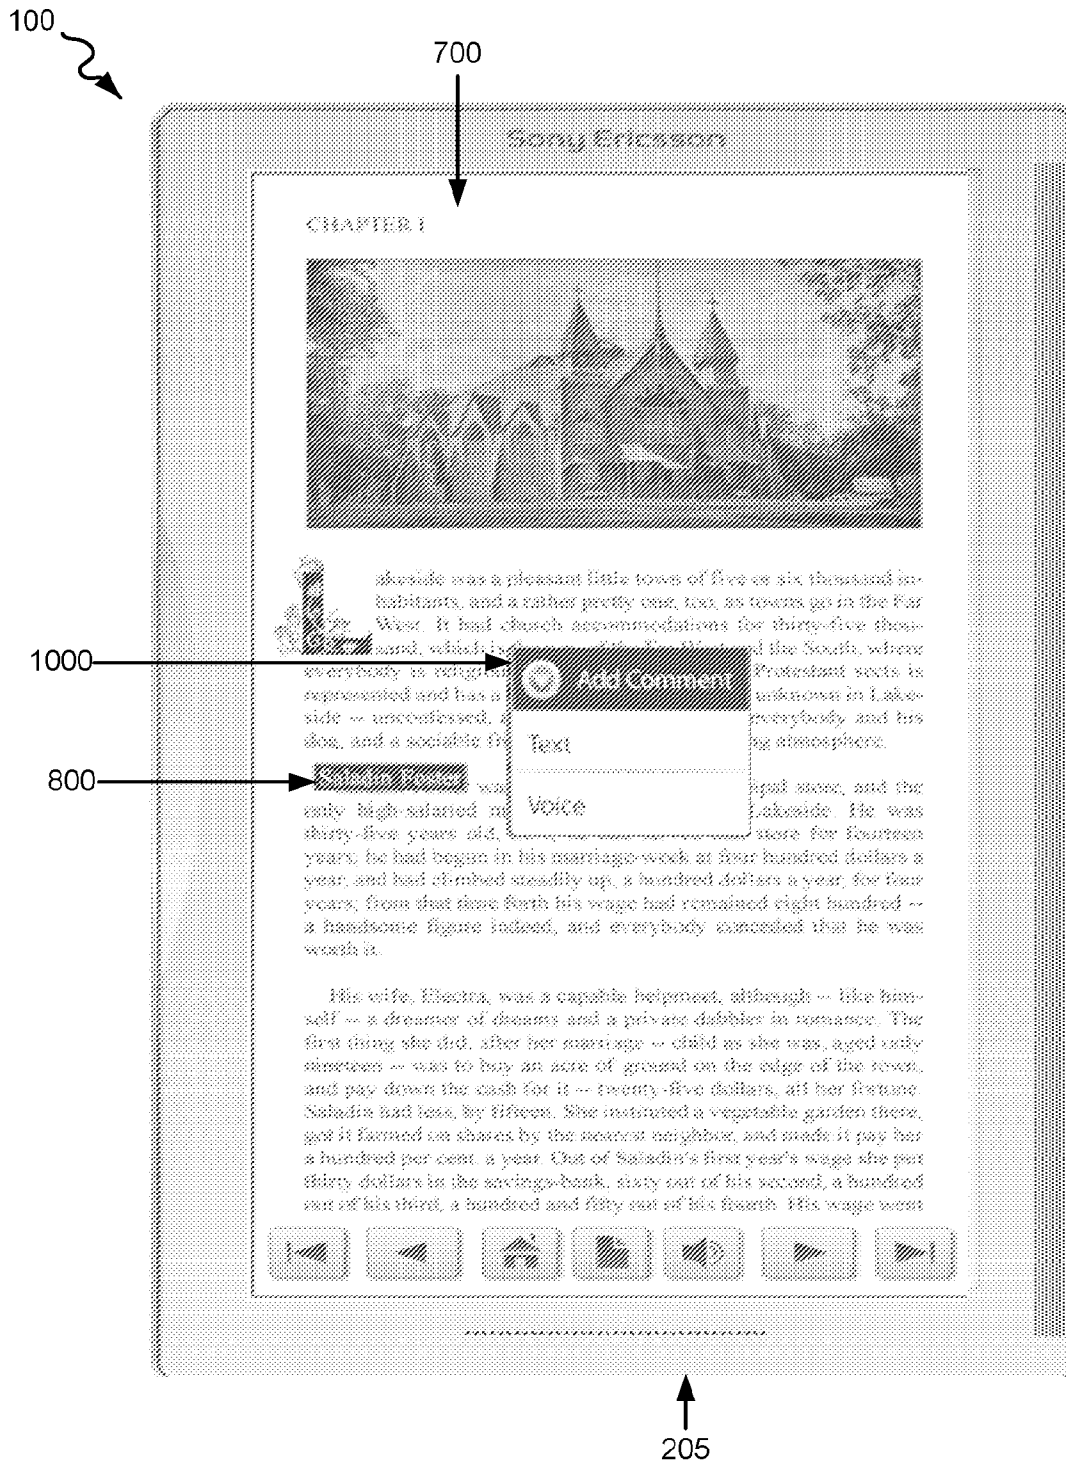 100
700
Sony Ericsson
CHAPTER I
Lakeside was a pleasant little town of five or six thousand in-
habitants, and a rather pretty one, too, as towns go in the Far
West. It had church accommodations for thirty-five thou-
sand, which is the South, where
1000
everybody is Protestant sects is
Add Comment
represented and has a unknown in Lake-
side -- unconfessed, everybody and his
dog, and a sociable atmosphere.
Text
800
Saladin Foster store, and the
only high-salaried Lakeside. He was
Voice
thirty-five years old, store for fourteen
years; he had begun in his marriage-week at four hundred dollars a
year, and had climbed steadily up, a hundred dollars a year, for four
years; from that time forth his wage had remained eight hundred --
a handsome figure indeed, and everybody conceded that he was
worth it.
His wife, Electra, was a capable helpmeet, although -- like him-
self -- a dreamer of dreams and a private dabbler in romance. The
first thing she did, after her marriage -- child as she was, aged only
nineteen -- was to buy an acre of ground on the edge of the town,
and pay down the cash for it -- twenty-five dollars, all her fortune.
Saladin had less, by fifteen. She instituted a vegetable garden there,
got it farmed on shares by the nearest neighbor, and made it pay her
a hundred per cent. a year. Out of Saladin's first year's wage she put
thirty dollars in the savings-bank, sixty out of his second, a hundred
out of his third, a hundred and fifty out of his fourth. His wage went
205